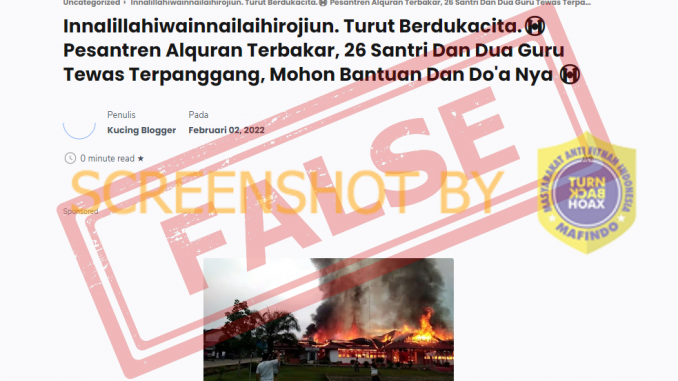 Uncategorized › Innalillahiwainnailaihirojiun. Turut Berdukacita. Pesantren Alquran Terbakar, 26 Santri Dan Dua Guru Tewas Terpa...
Innalillahiwainnailaihirojiun. Turut Berdukacita.
Pesantren Alquran Terbakar, 26 Santri Dan Dua Guru
Tewas Terpanggang, Mohon Bantuan Dan Do'a Nya
Penulis
Kucing Blogger
Pada
Februari 02, 2022
0 minute read ★
SCREENSHOT BY
Sponsored
FALSE
MASYARAKAT ANTI FITNAH INDONESIA
TURN
BACK
HOAX
MAFINDO